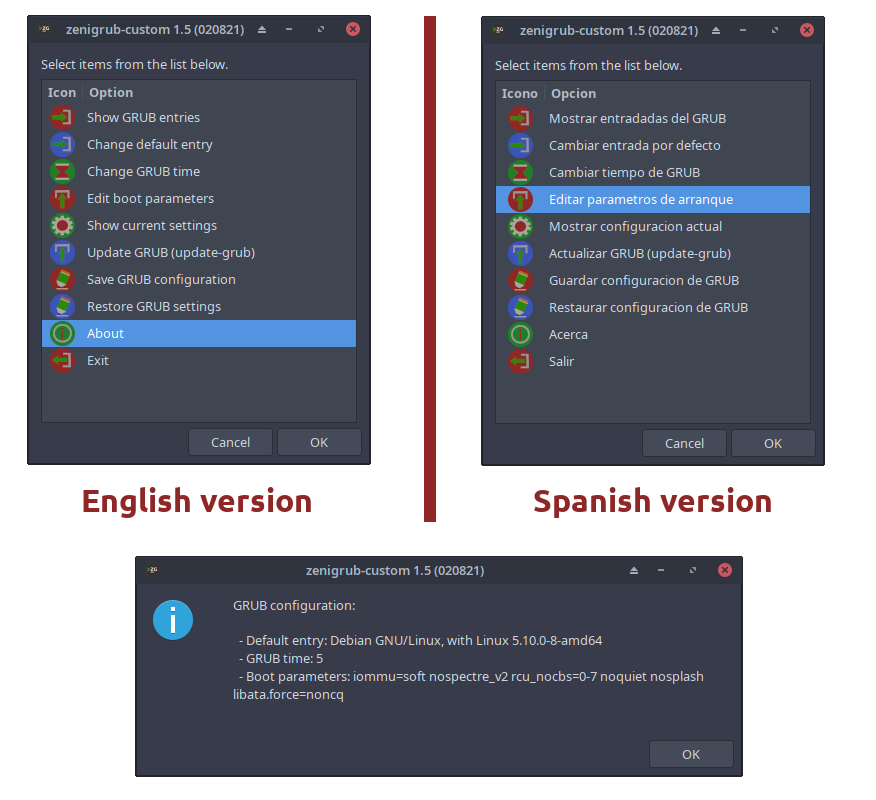 zenigrub-custom 1.5 (020821)
Select items from the list below.
Icon Option
Show GRUB entries
Change default entry
Change GRUB time
Edit boot parameters
Show current settings
Update GRUB (update-grub)
Save GRUB configuration
Restore GRUB settings
About
Exit
Cancel OK
English version
zenigrub-custom 1.5 (020821)
Select items from the list below.
Icono Opcion
Mostrar entradadas del GRUB
Cambiar entrada por defecto
Cambiar tiempo de GRUB
Editar parametros de arranque
Mostrar configuracion actual
Actualizar GRUB (update-grub)
Guardar configuracion de GRUB
Restaurar configuracion de GRUB
Acerca
Salir
Cancel OK
Spanish version
zenigrub-custom 1.5 (020821)
GRUB configuration:
- Default entry: Debian GNU/Linux, with Linux 5.10.0-8-amd64
- GRUB time: 5
- Boot parameters: iommu=soft nospectre_v2 rcu_nocbs=0-7 noquiet nosplash
libata.force=noncq
OK